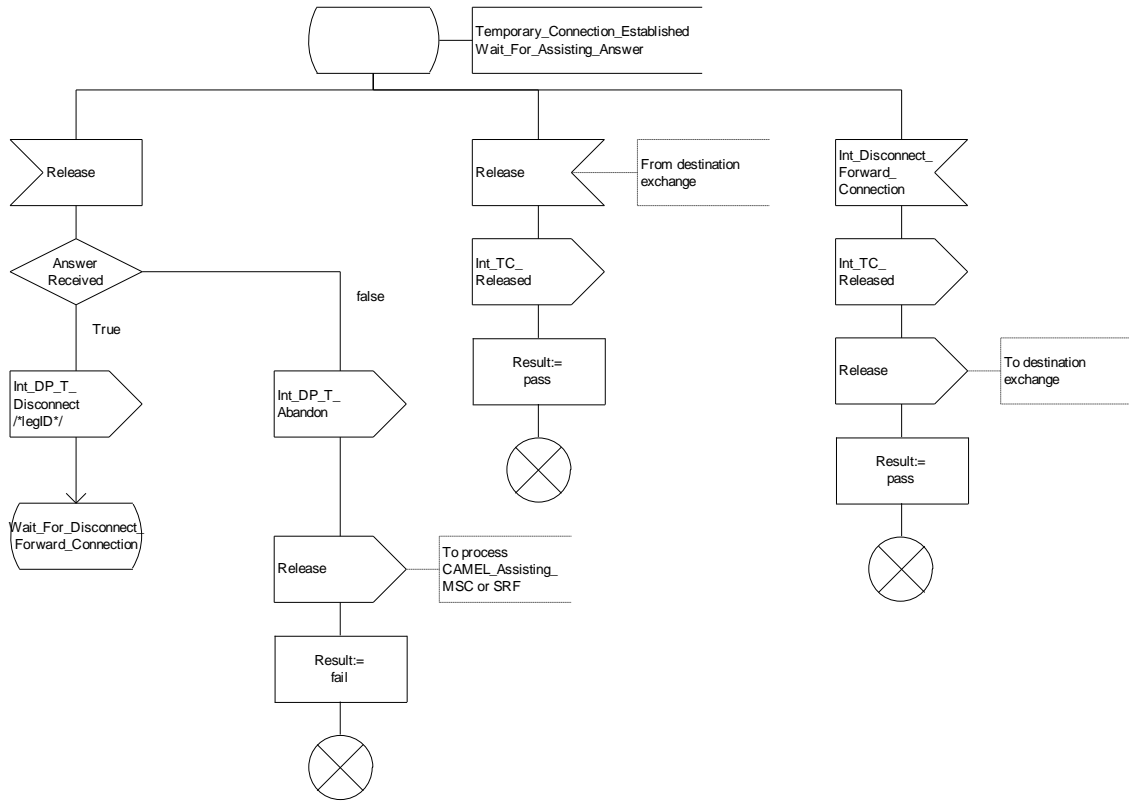 Temporary_Connection_Established
Wait_For_Assisting_Answer
Release
Release
From destination
exchange
Int_Disconnect_
Forward_
Connection
Answer
Received
false
True
Int_TC_
Released
Int_TC_
Released
Int_DP_T_
Disconnect
/*legID*/
Int_DP_T_
Abandon
Result:=
pass
Release
To destination
exchange
Wait_For_Disconnect_
Forward_Connection
Release
To process
CAMEL_Assisting_
MSC or SRF
Result:=
pass
Result:=
fail